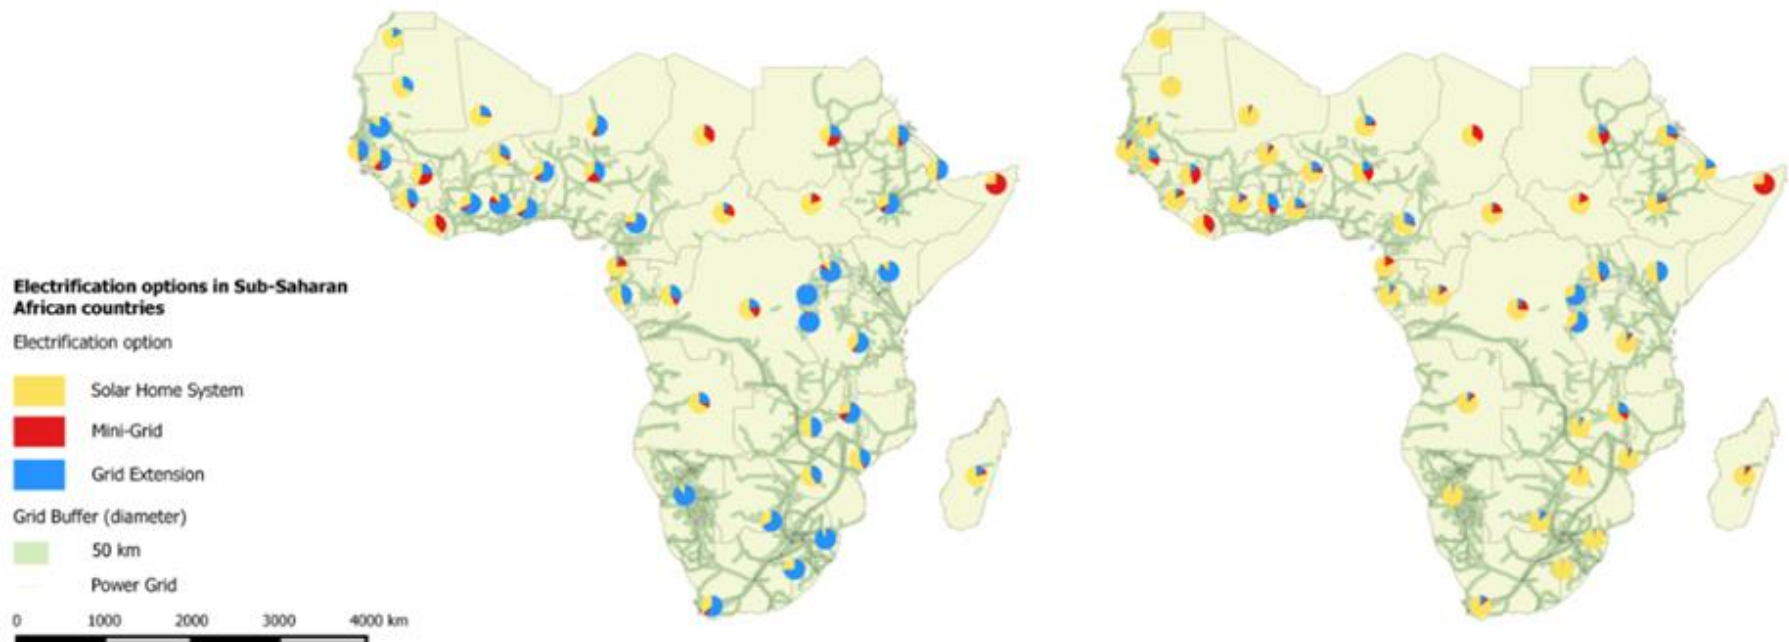 Electrification options in Sub-Saharan
African countries
Electrification option
Solar Home System
Mini-Grid
Grid Extension
Grid Buffer (diameter)
50 km
Power Grid
0 1000 2000 3000 4000 km